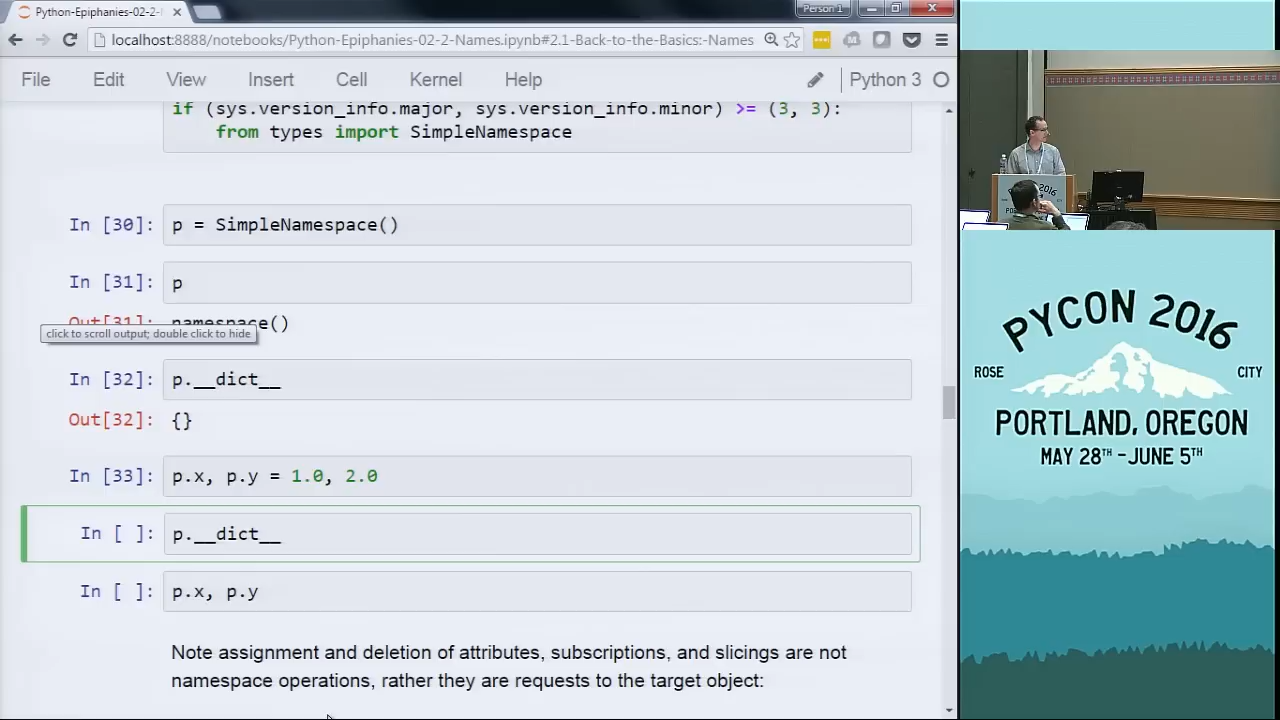 Python-Epiphanies-02-2-
Person 1
localhost:8888/notebooks/Python-Epiphanies-02-2-Names.ipynb#2.1-Back-to-the-Basics:-Names
File Edit View Insert Cell Kernel Help Python 3
if (sys.version_info.major, sys.version_info.minor) >= (3, 3):
from types import SimpleNamespace
In [30]: p = SimpleNamespace()
In [31]: p
Out[31]: namespace()
click to scroll output; double click to hide
In [32]: p.__dict__
Out[32]: {}
In [33]: p.x, p.y = 1.0, 2.0
In [ ]: p.__dict__
In [ ]: p.x, p.y
Note assignment and deletion of attributes, subscriptions, and slicings are not
namespace operations, rather they are requests to the target object:
2016
PYCON 2016
ROSE CITY
PORTLAND, OREGON
MAY 28TH -JUNE 5TH